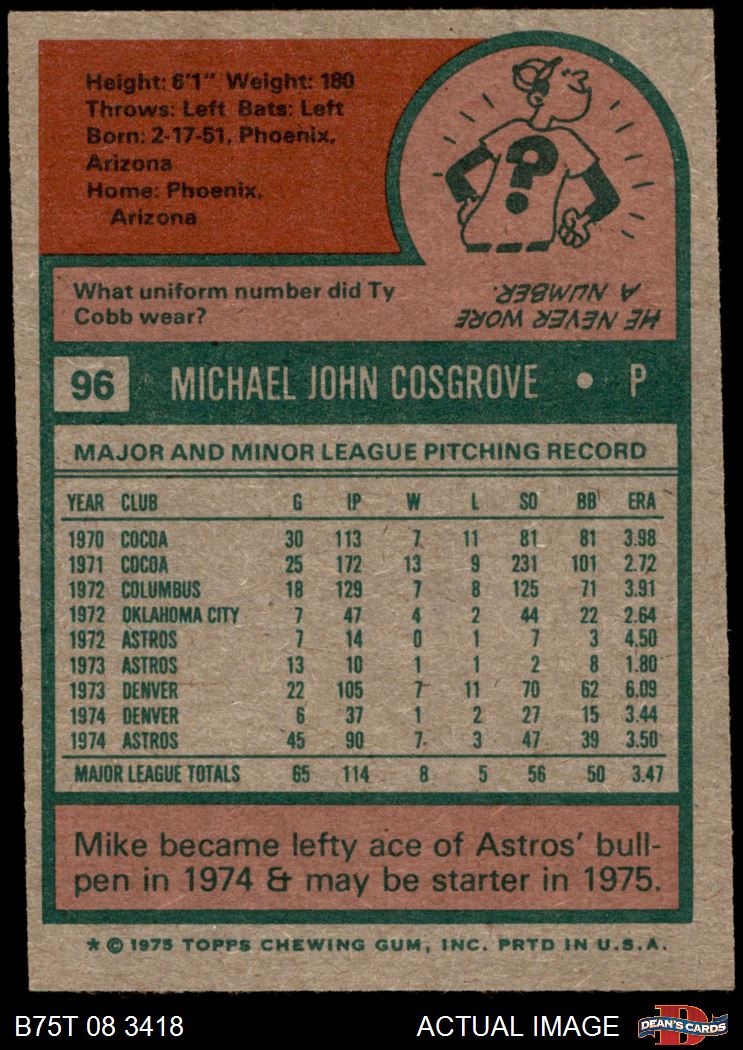 Height: 6'1" Weight: 180
Throws: Left Bats: Left
Born: 2-17-51, Phoenix,
Arizona
Home: Phoenix,
Arizona
?
What uniform number did Ty
Cobb wear?
HE NEVER WORE
A NUMBER.
96 MICHAEL JOHN COSGROVE • P
MAJOR AND MINOR LEAGUE PITCHING RECORD
YEAR CLUB G IP W L SO BB ERA
1970 COCOA 30 113 7 11 81 81 3.98
1971 COCOA 25 172 13 9 231 101 2.72
1972 COLUMBUS 18 129 7 8 125 71 3.91
1972 OKLAHOMA CITY 7 47 4 2 44 22 2.64
1972 ASTROS 7 14 0 1 7 3 4.50
1973 ASTROS 13 10 1 1 2 8 1.80
1973 DENVER 22 105 7 11 70 62 6.09
1974 DENVER 6 37 1 2 27 15 3.44
1974 ASTROS 45 90 7 3 47 39 3.50
MAJOR LEAGUE TOTALS 65 114 8 5 56 50 3.47
Mike became lefty ace of Astros' bull-
pen in 1974 & may be starter in 1975.
* © 1975 TOPPS CHEWING GUM, INC. PRTD IN U.S.A.
B75T 08 3418 ACTUAL IMAGE D DEAN'S CARDS